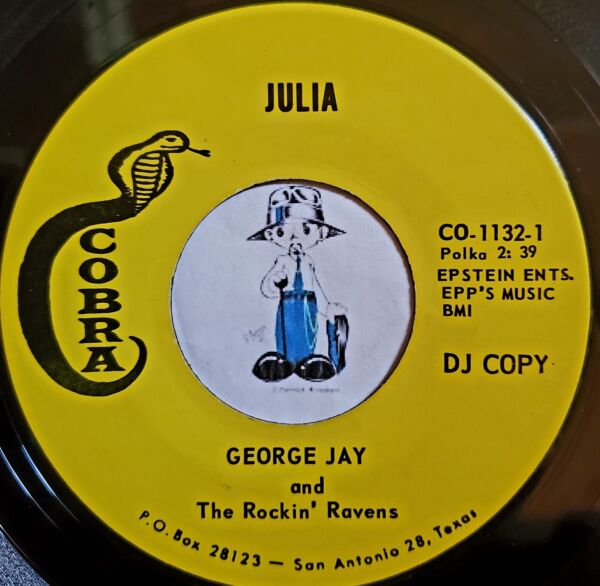 JULIA
COBRA
CO-1132-1
Polka 2: 39
EPSTEIN ENTS.
EPP'S MUSIC
BMI
DJ COPY
GEORGE JAY
and
The Rockin' Ravens
P.O. Box 28123 — San Antonio 28, Texas